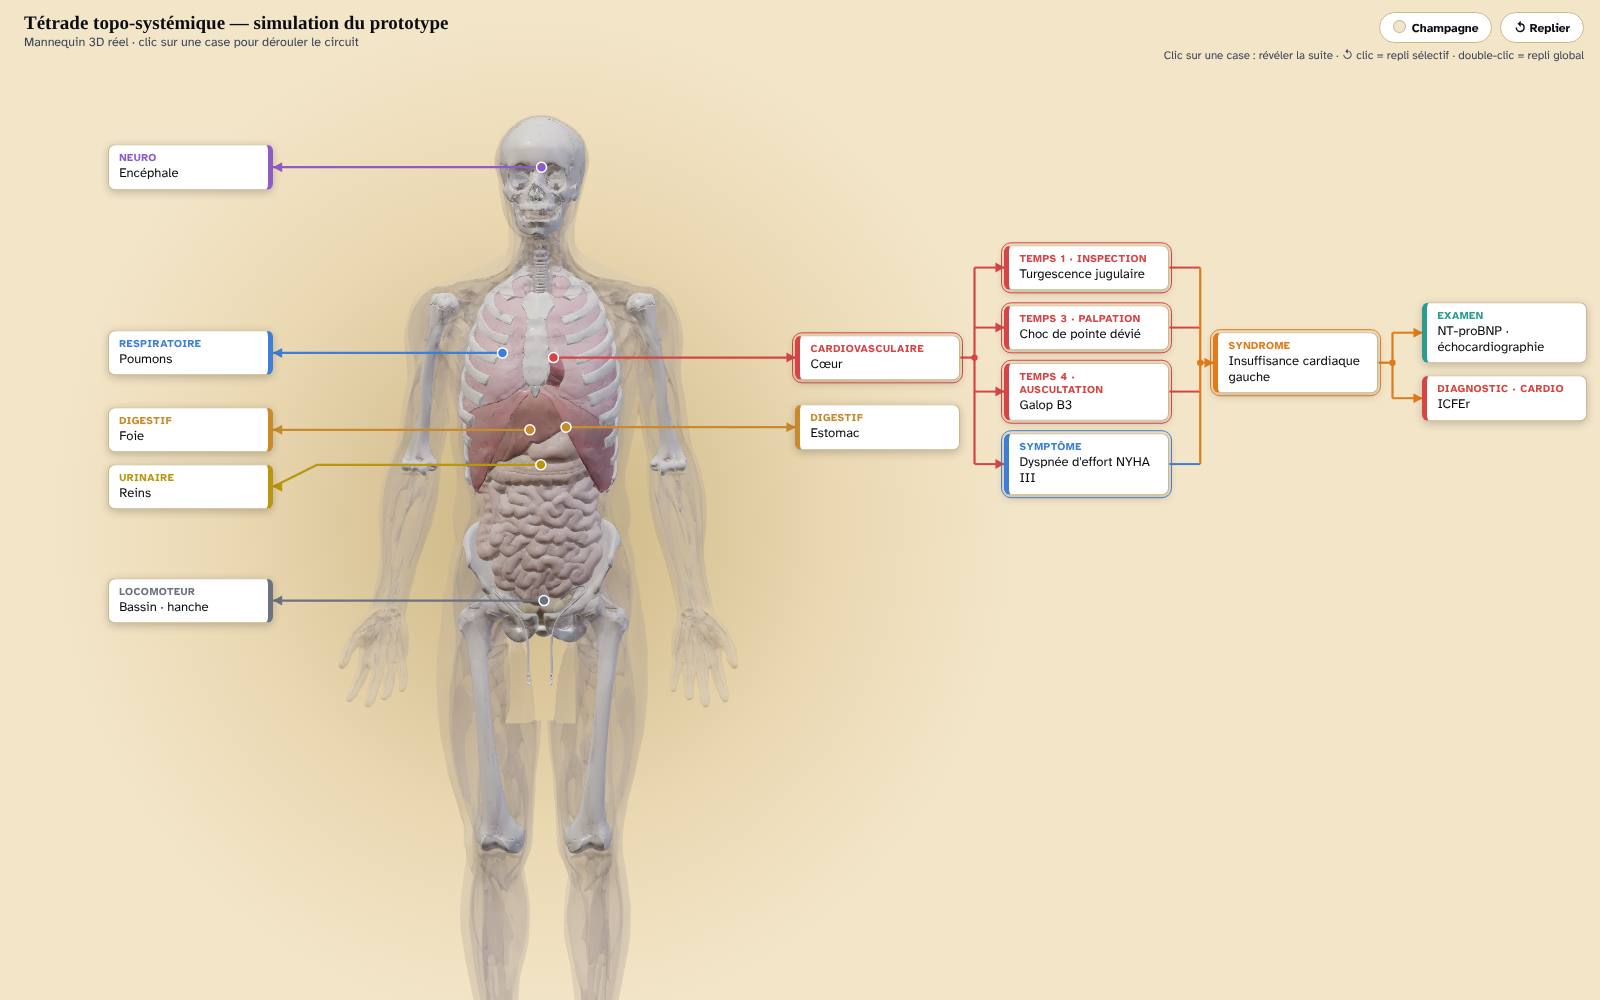 Tétrade topo-systémique — simulation du prototype
Mannequin 3D réel · clic sur une case pour dérouler le circuit
Champagne
↺ Replier
Clic sur une case : révéler la suite · ↺ clic = repli sélectif · double-clic = repli global
NEURO
Encéphale
RESPIRATOIRE
Poumons
DIGESTIF
Foie
URINAIRE
Reins
LOCOMOTEUR
Bassin · hanche
CARDIOVASCULAIRE
Cœur
DIGESTIF
Estomac
TEMPS 1 · INSPECTION
Turgescence jugulaire
TEMPS 3 · PALPATION
Choc de pointe dévié
TEMPS 4 ·
AUSCULTATION
Galop B3
SYMPTÔME
Dyspnée d'effort NYHA
III
SYNDROME
Insuffisance cardiaque
gauche
EXAMEN
NT-proBNP ·
échocardiographie
DIAGNOSTIC · CARDIO
ICFEr